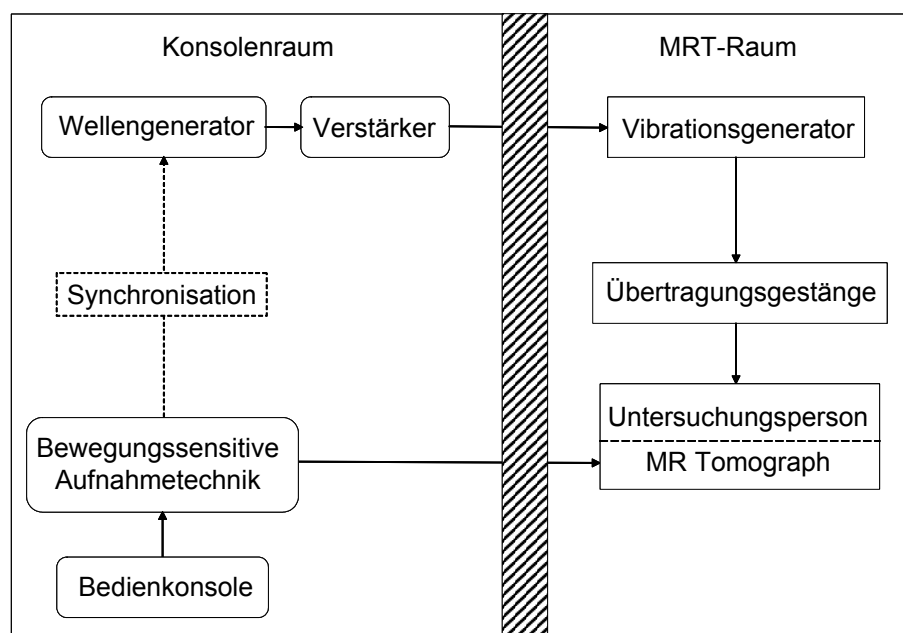 Konsolenraum
MRT-Raum
Wellengenerator
Verstärker
Vibrationsgenerator
Synchronisation
Übertragungsgestänge
Bewegungssensitive
Aufnahmetechnik
Untersuchungsperson
MR Tomograph
Bedienkonsole